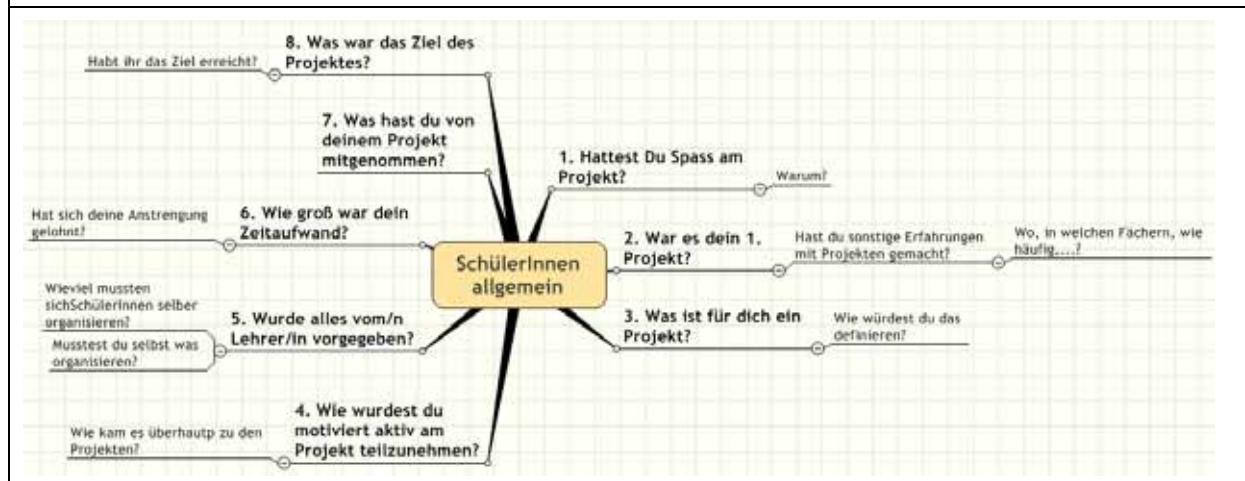 SchülerInnen
allgemein
1. Hattest Du Spass am
Projekt?
Warum?
2. War es dein 1.
Projekt?
Hast du sonstige Erfahrungen
mit Projekten gemacht?
Wo, in welchen Fächern, wie
häufig....?
3. Was ist für dich ein
Projekt?
Wie würdest du das
definieren?
4. Wie wurdest du
motiviert aktiv am
Projekt teilzunehmen?
Wie kam es überhautp zu den
Projekten?
5. Wurde alles vom/n
Lehrer/in vorgegeben?
Wieviel mussten
sichSchülerInnen selber
organisieren?
Musstest du selbst was
organisieren?
6. Wie groß war dein
Zeitaufwand?
Hat sich deine Anstrengung
gelohnt?
7. Was hast du von
deinem Projekt
mitgenommen?
8. Was war das Ziel des
Projektes?
Habt ihr das Ziel erreicht?